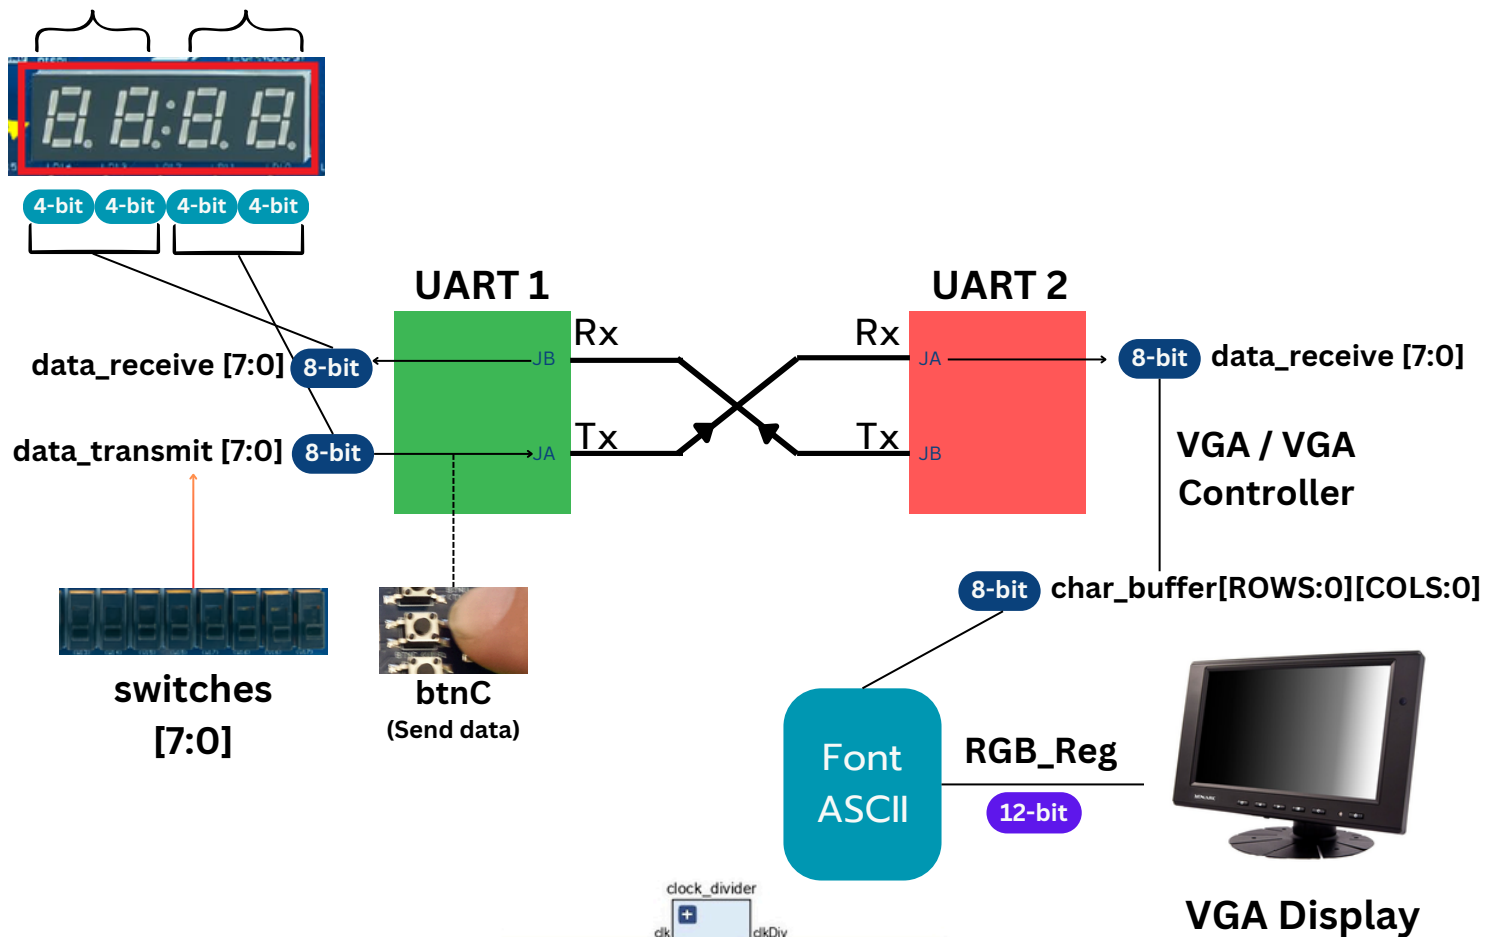 4-bit 4-bit 4-bit 4-bit
UART 1
UART 2
Rx
Rx
JB
JA
data_receive [7:0]
8-bit
8-bit
data_receive [7:0]
Tx
Tx
data_transmit [7:0]
8-bit
JA
JB
VGA / VGA
Controller
8-bit
char_buffer[ROWS:0][COLS:0]
switches
[7:0]
btnC
(Send data)
Font
ASCII
RGB_Reg
12-bit
VGA Display
clock_divider
clk
clkDiv